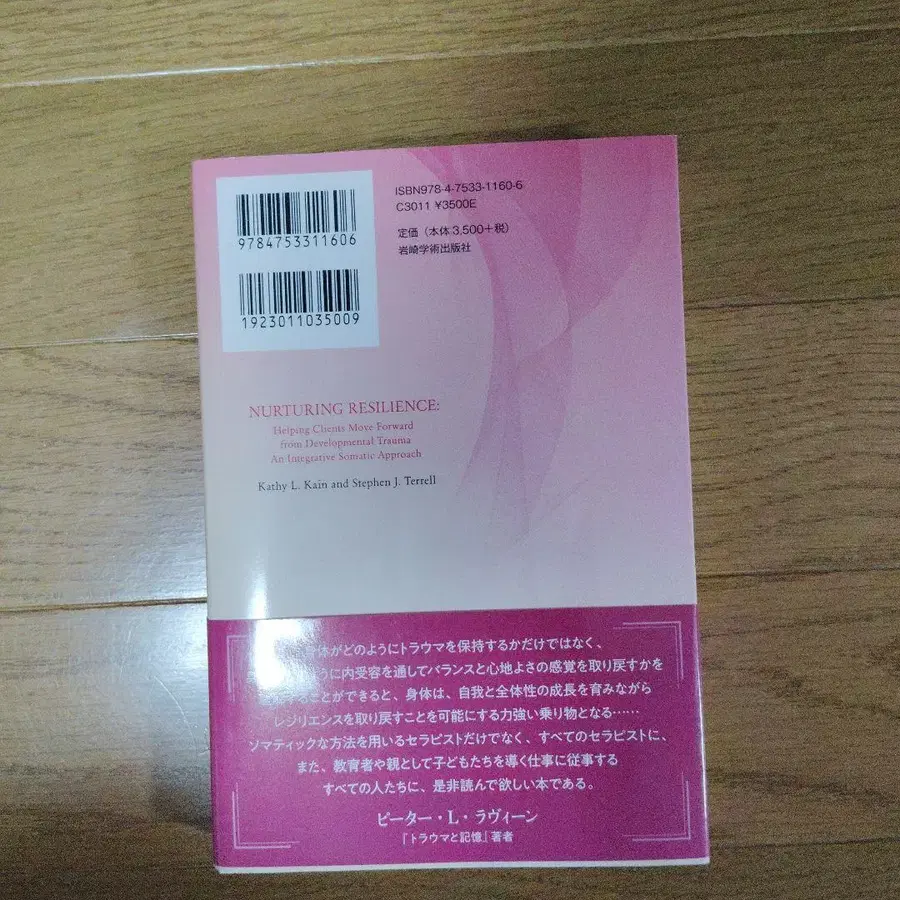 ISBN978-4-7533-1160-6
C3011 ¥3500E
定価（本体3,500+税）
岩崎学術出版社
9784753311606
1923011035009
NURTURING RESILIENCE:
Helping Clients Move Forward
from Developmental Trauma
An Integrative Somatic Approach
Kathy L. Kain and Stephen J. Terrell
体がどのようにトラウマを保持するかだけではなく、
うに内受容を通してバランスと心地よさの感覚を取り戻すかを
することができると、身体は、自我と全体性の成長を育みながら
レジリエンスを取り戻すことを可能にする力強い乗り物となる……
ソマティックな方法を用いるセラピストだけでなく、すべてのセラピストに、
また、教育者や親として子どもたちを導く仕事に従事する
すべての人たちに、是非読んで欲しい本である。
ピーター・L・ラヴィーン
『トラウマと記憶』著者